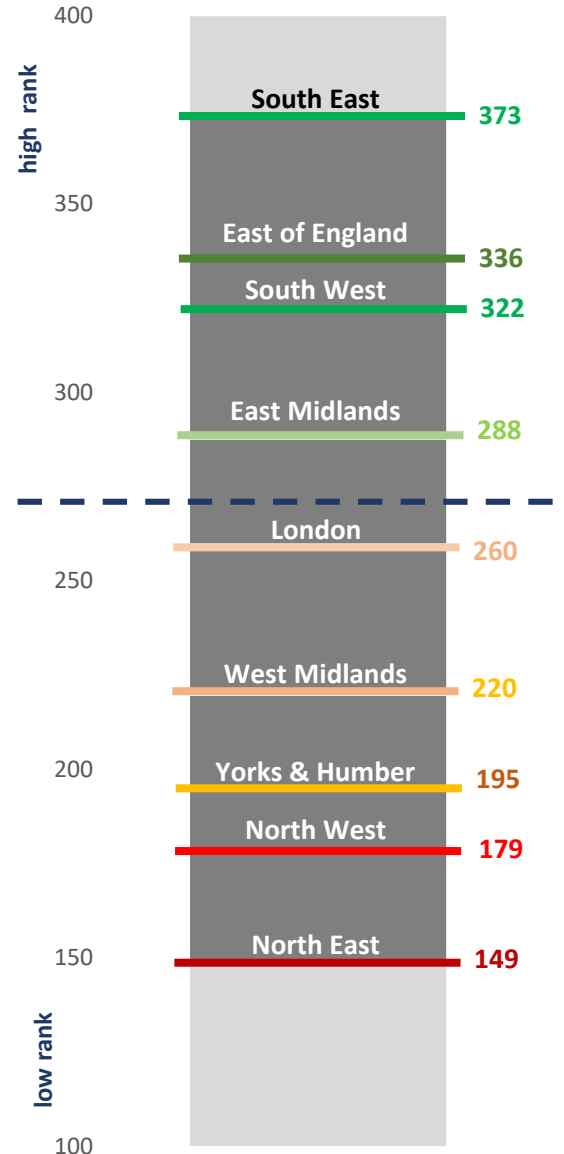 400
high rank
South East
373
350
East of England
336
South West
322
300
East Midlands
288
London
260
250
West Midlands
220
200
Yorks & Humber
195
North West
179
150
North East
149
low rank
100